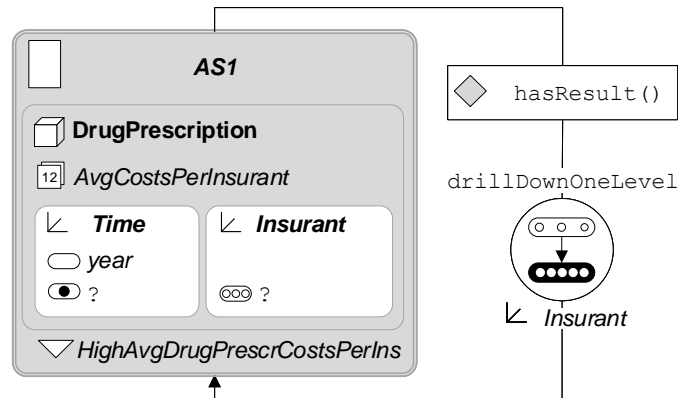 AS1
DrugPrescription
12 AvgCostsPerInsurant
Time
year
?
Insurant
?
HighAvgDrugPrescrCostsPerIns
hasResult()
drillDownOneLevel
Insurant